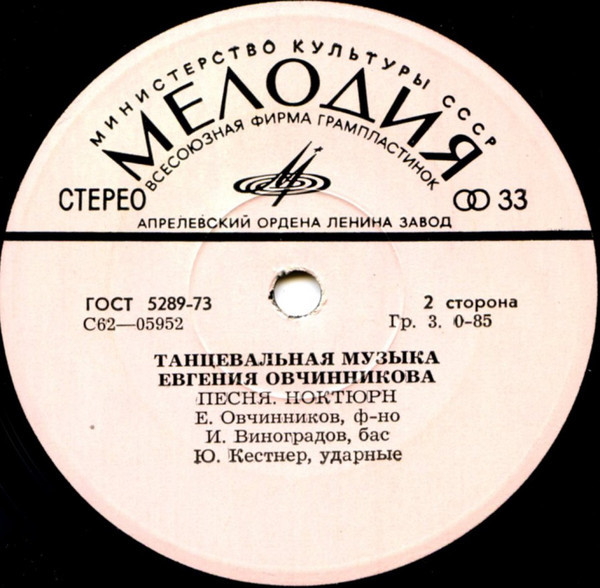 МИНИСТЕРСТВО КУЛЬТУРЫ СССР
МЕЛОДИЯ
ВСЕСОЮЗНАЯ ФИРМА ГРАМПЛАСТИНОК
СТЕРЕО 33
АПРЕЛЕВСКИЙ ОРДЕНА ЛЕНИНА ЗАВОД
ГОСТ 5289-73 2 сторона
С62—05952 Гр. 3. 0-85
ТАНЦЕВАЛЬНАЯ МУЗЫКА
ЕВГЕНИЯ ОВЧИННИКОВА
ПЕСНЯ. НОКТЮРН
Е. Овчинников, ф-но
И. Виноградов, бас
Ю. Кестнер, ударные